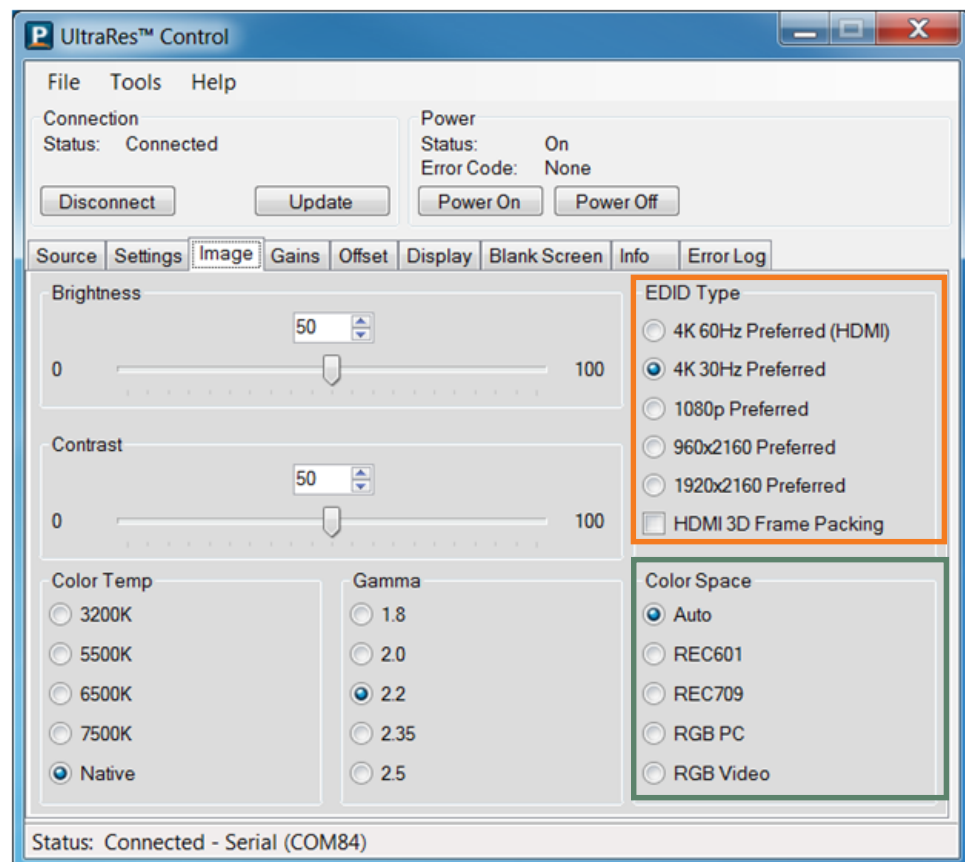 P UltraRes™ Control
File Tools Help
Connection
Status: Connected
Disconnect Update
Power
Status: On
Error Code: None
Power On Power Off
Source Settings Image Gains Offset Display Blank Screen Info Error Log
Brightness
50
0 100
Contrast
50
0 100
EDID Type
4K 60Hz Preferred (HDMI)
4K 30Hz Preferred
1080p Preferred
960x2160 Preferred
1920x2160 Preferred
HDMI 3D Frame Packing
Color Temp
3200K
5500K
6500K
7500K
Native
Gamma
1.8
2.0
2.2
2.35
2.5
Color Space
Auto
REC601
REC709
RGB PC
RGB Video
Status: Connected - Serial (COM84)